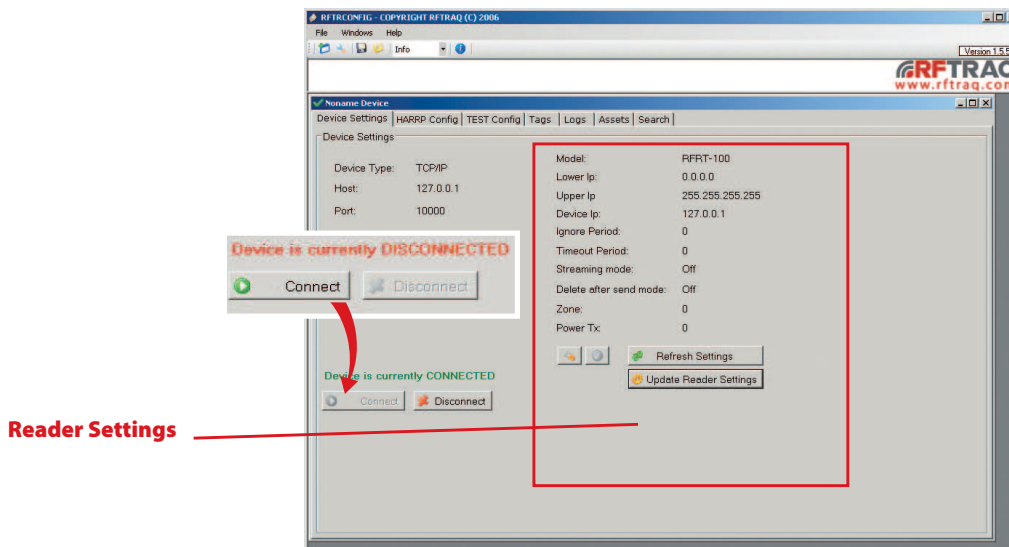 RFTRCONFIG - COPYRIGHT RFTRAQ (C) 2006
File Windows Help
Info
Version 1.5.5
RFTRAQ
www.rftraq.com
Noname Device
Device Settings HARRP Config TEST Config Tags Logs Assets Search
Device Settings
Device Type: TCP/IP
Host: 127.0.0.1
Port: 10000
Device is currently DISCONNECTED
Connect Disconnect
Device is currently CONNECTED
Connect Disconnect
Model: RFRT-100
Lower Ip: 0.0.0.0
Upper Ip 255.255.255.255
Device Ip: 127.0.0.1
Ignore Period: 0
Timeout Period: 0
Streaming mode: Off
Delete after send mode: Off
Zone: 0
Power Tx: 0
Refresh Settings
Update Reader Settings
Reader Settings